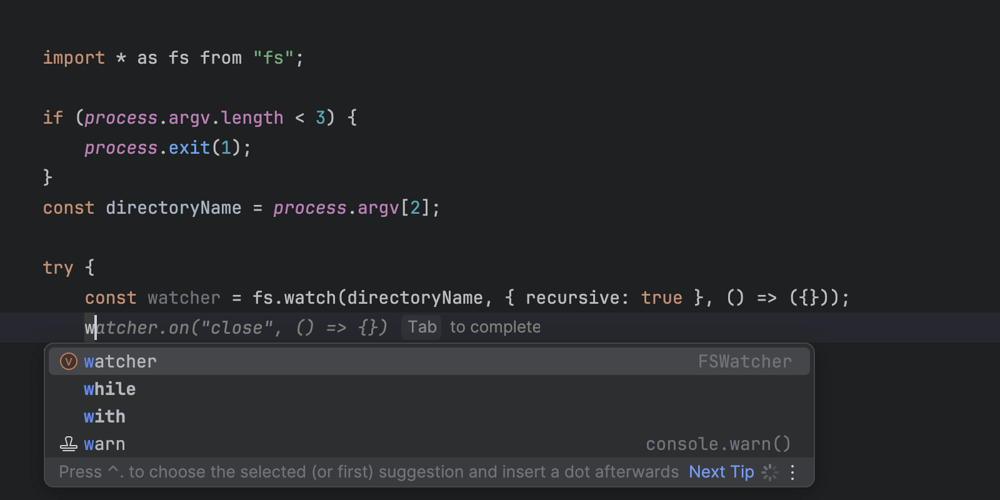 import * as fs from "fs";
if (process.argv.length < 3) {
process.exit(1);
}
const directoryName = process.argv[2];
try {
const watcher = fs.watch(directoryName, { recursive: true }, () => ({}));
watcher.on("close", () => {}) Tab to complete
V watcher FSWatcher
while
with
warn console.warn()
Press ^. to choose the selected (or first) suggestion and insert a dot afterwards Next Tip